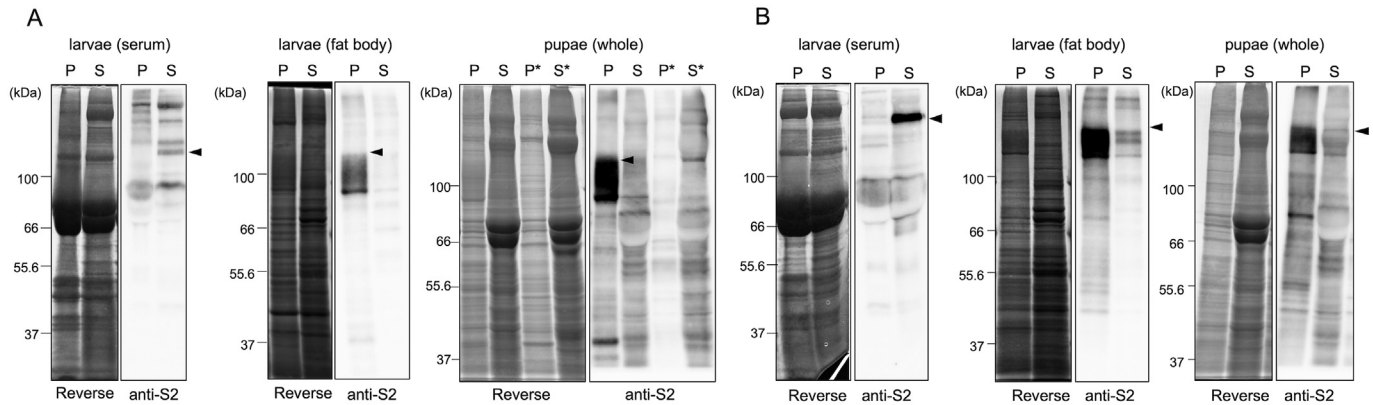 A
larvae (serum)
P S P S
(kDa)
100
66
55.6
37
Reverse anti-S2
larvae (fat body)
P S P S
(kDa)
100
66
55.6
37
Reverse anti-S2
pupae (whole)
P S P* S* P S P* S*
(kDa)
100
66
55.6
37
Reverse anti-S2
B
larvae (serum)
P S P S
(kDa)
100
66
55.6
37
Reverse anti-S2
larvae (fat body)
P S P S
(kDa)
100
66
55.6
37
Reverse anti-S2
pupae (whole)
P S P S
(kDa)
100
66
55.6
37
Reverse anti-S2